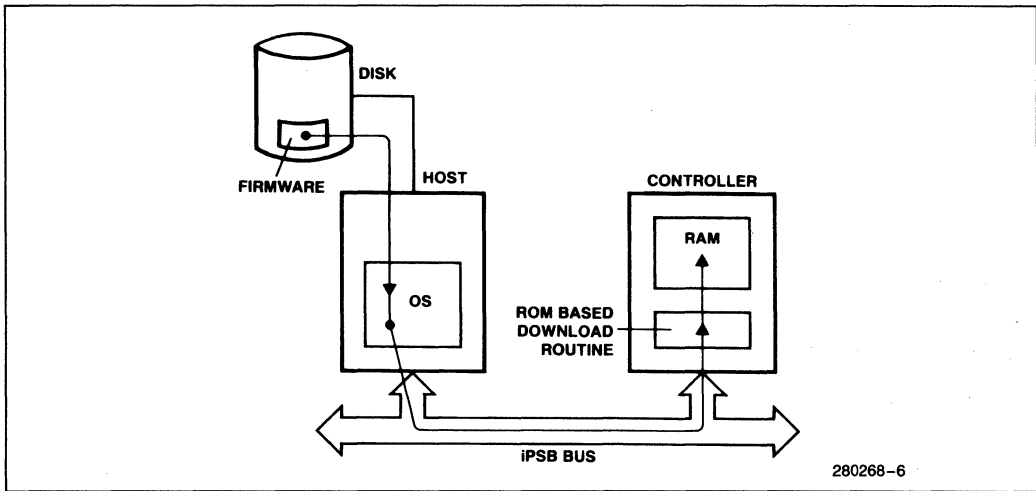 DISK
FIRMWARE
HOST
CONTROLLER
RAM
OS
ROM BASED
DOWNLOAD
ROUTINE
iPSB BUS
280268-6